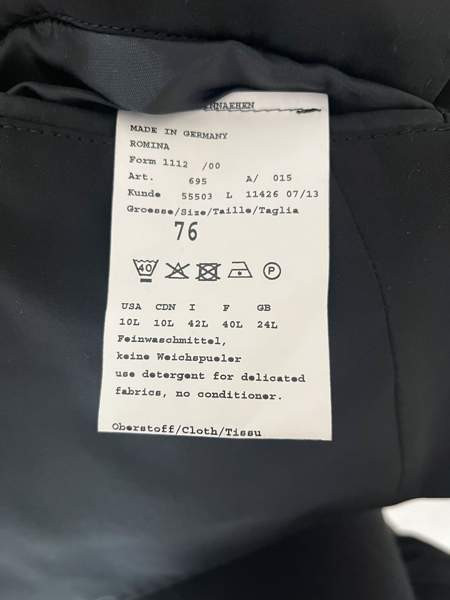 MADE IN GERMANY
ROMINA
Form 1112 /00
Art. 695 A/ 015
Kunde 55503 L 11426 07/13
Groesse/Size/Taille/Taglia
76
40 P
USA CDN I F GB
10L 10L 42L 40L 24L
Feinwaschmittel,
keine Weichspueler
use detergent for delicated
fabrics, no conditioner.
Oberstoff/Cloth/Tissu